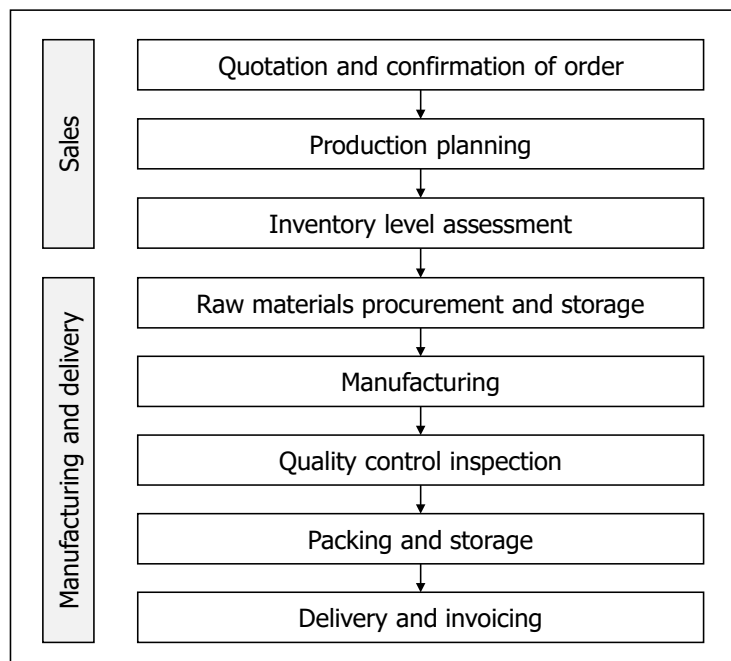 Sales
Quotation and confirmation of order
Production planning
Inventory level assessment
Manufacturing and delivery
Raw materials procurement and storage
Manufacturing
Quality control inspection
Packing and storage
Delivery and invoicing